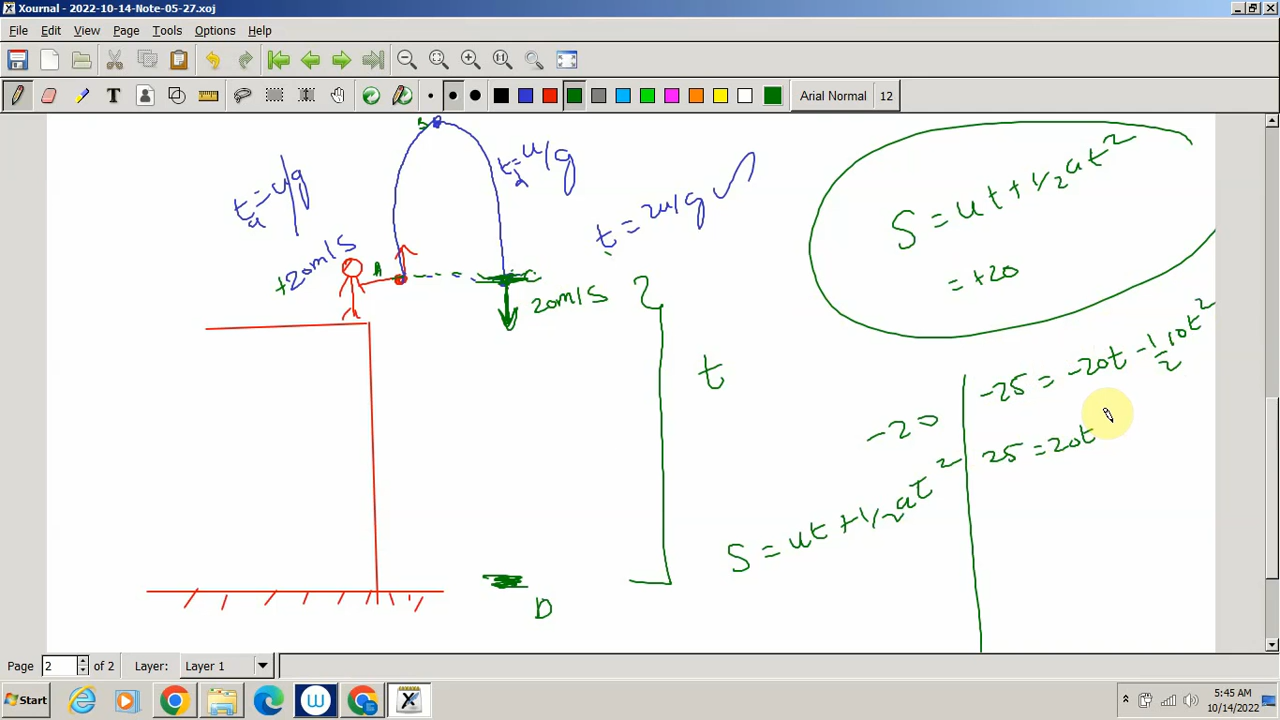 Xournal - 2022-10-14-Note-05-27.xoj
File Edit View Page Tools Options Help
Arial Normal 12
B
t₂=u/g
tₐ=u/g
t=2u/g
+20m/s
A
C
20m/s
t
D
S=ut+1/2at²
=+20
-20
S=ut+1/2at²
-25=-20t-1/2 10t²
25=20t
Page 2 of 2 Layer: Layer 1
Start
W
5:45 AM
10/14/2022